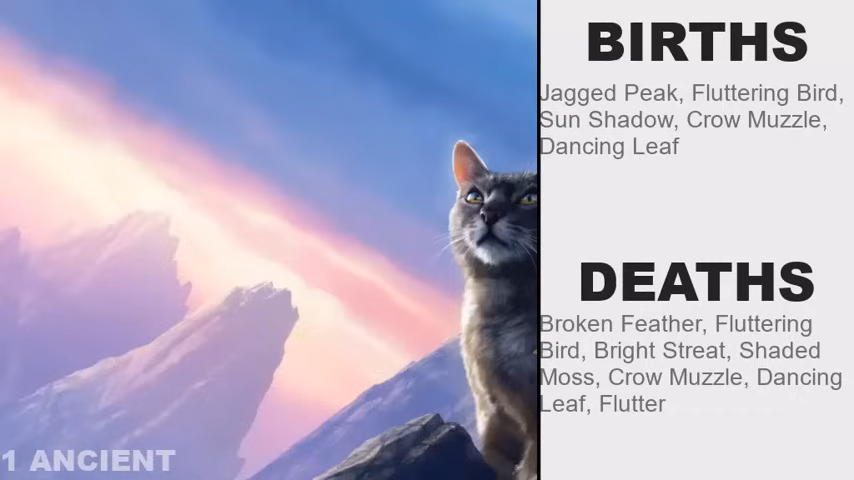 BIRTHS
Jagged Peak, Fluttering Bird,
Sun Shadow, Crow Muzzle,
Dancing Leaf
DEATHS
Broken Feather, Fluttering
Bird, Bright Streat, Shaded
Moss, Crow Muzzle, Dancing
Leaf, Flutter
1 ANCIENT